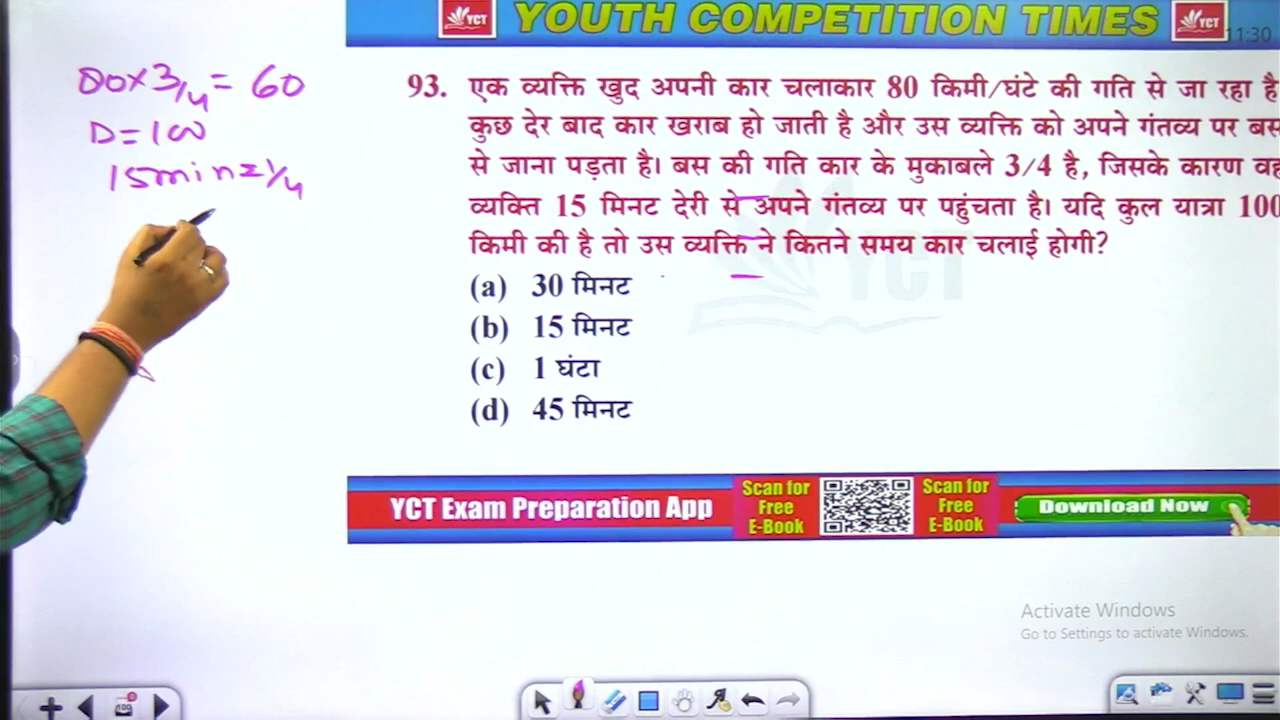 YCT YOUTH COMPETITION TIMES YCT
11:30
80×3/4 = 60
D = 100
15min = 1/4
93. एक व्यक्ति खुद अपनी कार चलाकार 80 किमी/घंटे की गति से जा रहा है
कुछ देर बाद कार खराब हो जाती है और उस व्यक्ति को अपने गंतव्य पर बस
से जाना पड़ता है। बस की गति कार के मुकाबले 3/4 है, जिसके कारण वह
व्यक्ति 15 मिनट देरी से अपने गंतव्य पर पहुंचता है। यदि कुल यात्रा 100
किमी की है तो उस व्यक्ति ने कितने समय कार चलाई होगी?
(a) 30 मिनट
(b) 15 मिनट
(c) 1 घंटा
(d) 45 मिनट
YCT
YCT Exam Preparation App
Scan for
Free
E-Book
Scan for
Free
E-Book
Download Now
Activate Windows
Go to Settings to activate Windows.
100